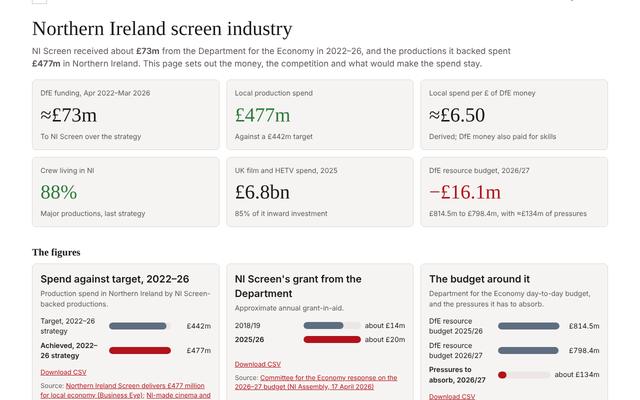 Northern Ireland screen industry
NI Screen received about £73m from the Department for the Economy in 2022–26, and the productions it backed spent
£477m in Northern Ireland. This page sets out the money, the competition and what would make the spend stay.
DfE funding, Apr 2022–Mar 2026
≈£73m
To NI Screen over the strategy
Local production spend
£477m
Against a £442m target
Local spend per £ of DfE money
≈£6.50
Derived; DfE money also paid for skills
Crew living in NI
88%
Major productions, last strategy
UK film and HETV spend, 2025
£6.8bn
85% of it inward investment
DfE resource budget, 2026/27
−£16.1m
£814.5m to £798.4m, with ≈£134m of pressures
The figures
Spend against target, 2022–26
Production spend in Northern Ireland by NI Screen-
backed productions.
Target, 2022–26
strategy
£442m
Achieved, 2022–
26 strategy
£477m
Download CSV
Source: Northern Ireland Screen delivers £477 million
for local economy (Business Eye); NI-made cinema and
NI Screen's grant from the
Department
Approximate annual grant-in-aid.
2018/19
about £14m
2025/26
about £20m
Download CSV
Source: Committee for the Economy response on the
2026–27 budget (NI Assembly, 17 April 2026)
The budget around it
Department for the Economy day-to-day budget,
and the pressures it has to absorb.
DfE resource
budget 2025/26
£814.5m
DfE resource
budget 2026/27
£798.4m
Pressures to
absorb, 2026/27
about £134m
Download CSV